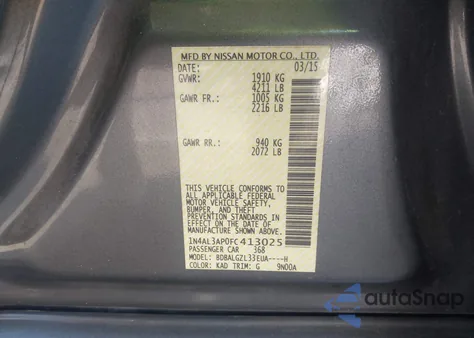 MFD BY NISSAN MOTOR CO., LTD.
DATE: 03/15
GVWR: 1910 KG
4211 LB
GAWR FR.: 1005 KG
2216 LB
GAWR RR.: 940 KG
2072 LB
THIS VEHICLE CONFORMS TO
ALL APPLICABLE FEDERAL
MOTOR VEHICLE SAFETY,
BUMPER, AND THEFT
PREVENTION STANDARDS IN
EFFECT ON THE DATE OF
MANUFACTURE SHOWN ABOVE.
1N4AL3AP0FC413025
PASSENGER CAR 368
MODEL: BDBALGZL33EUA----H
COLOR: KAD TRIM: G 9N00A
autoSnap